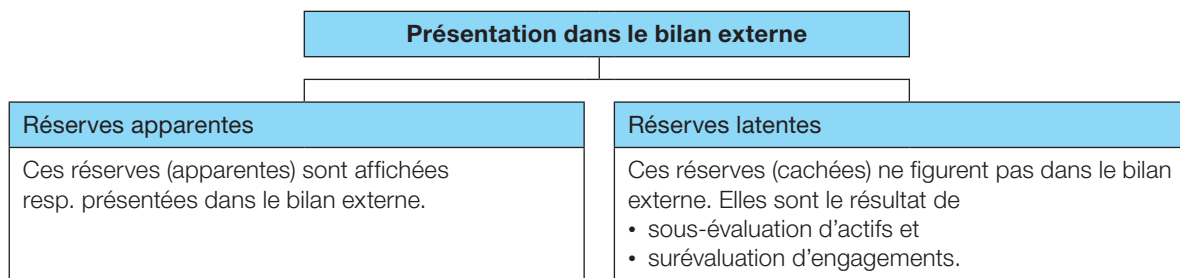 Présentation dans le bilan externe
Réserves apparentes
Ces réserves (apparentes) sont affichées
resp. présentées dans le bilan externe.
Réserves latentes
Ces réserves (cachées) ne figurent pas dans le bilan
externe. Elles sont le résultat de
• sous-évaluation d'actifs et
• surévaluation d'engagements.